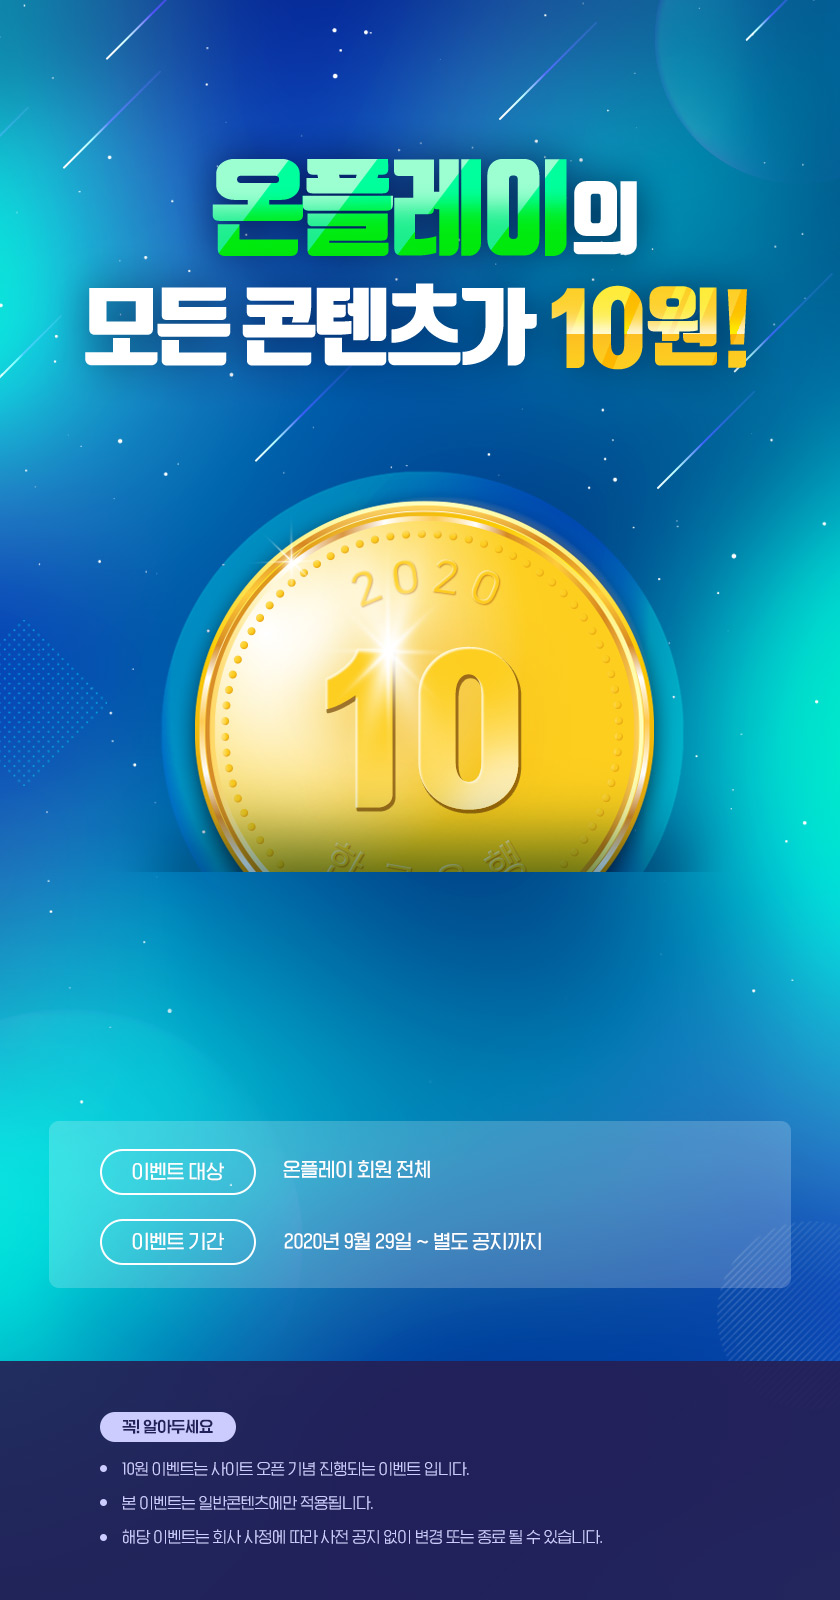 온플레이의
모든 콘텐츠가 10원!
2020
10
이벤트 대상 온플레이 회원 전체
이벤트 기간 2020년 9월 29일 ~ 별도 공지까지
꼭! 알아두세요
10원 이벤트는 사이트 오픈 기념 진행되는 이벤트 입니다.
본 이벤트는 일반콘텐츠에만 적용됩니다.
해당 이벤트는 회사 사정에 따라 사전 공지 없이 변경 또는 종료 될 수 있습니다.